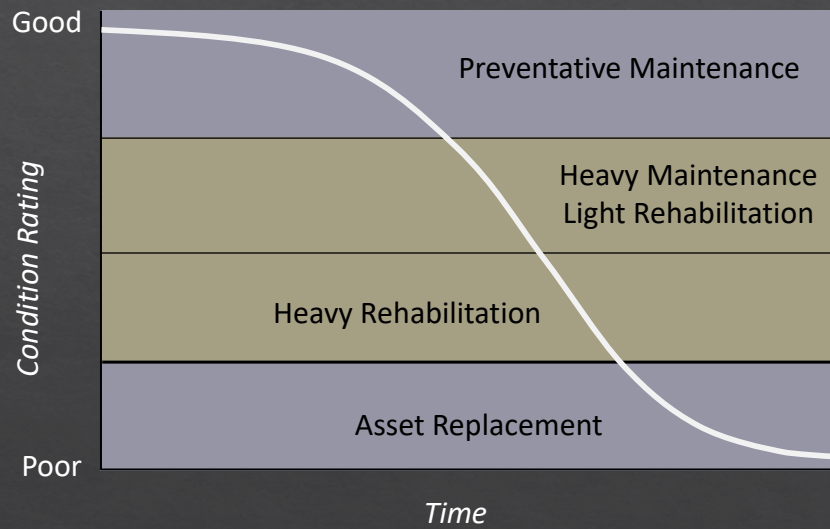 Good
Preventative Maintenance
Heavy Maintenance
Light Rehabilitation
Condition Rating
Heavy Rehabilitation
Asset Replacement
Poor
Time